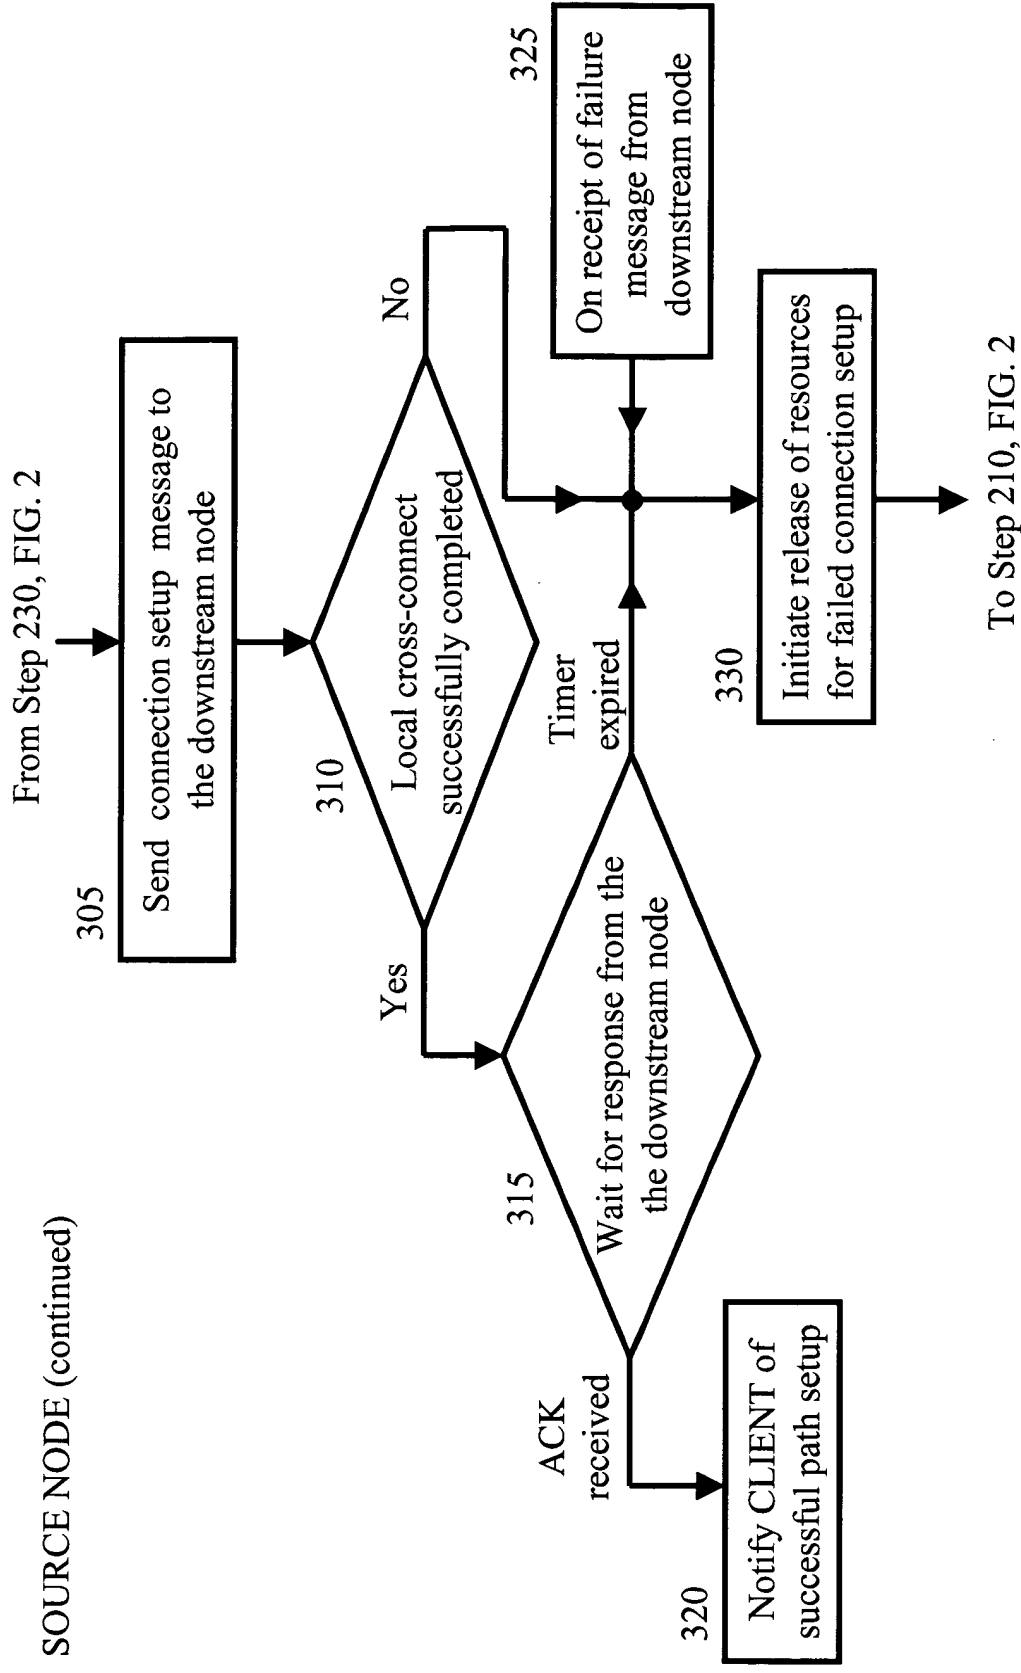 SOURCE NODE (continued)
From Step 230, FIG. 2
305
Send connection setup message to
the downstream node
310
Local cross-connect
successfully completed
Yes
No
315
Wait for response from the
the downstream node
ACK
received
Timer
expired
320
Notify CLIENT of
successful path setup
325
On receipt of failure
message from
downstream node
330
Initiate release of resources
for failed connection setup
To Step 210, FIG. 2